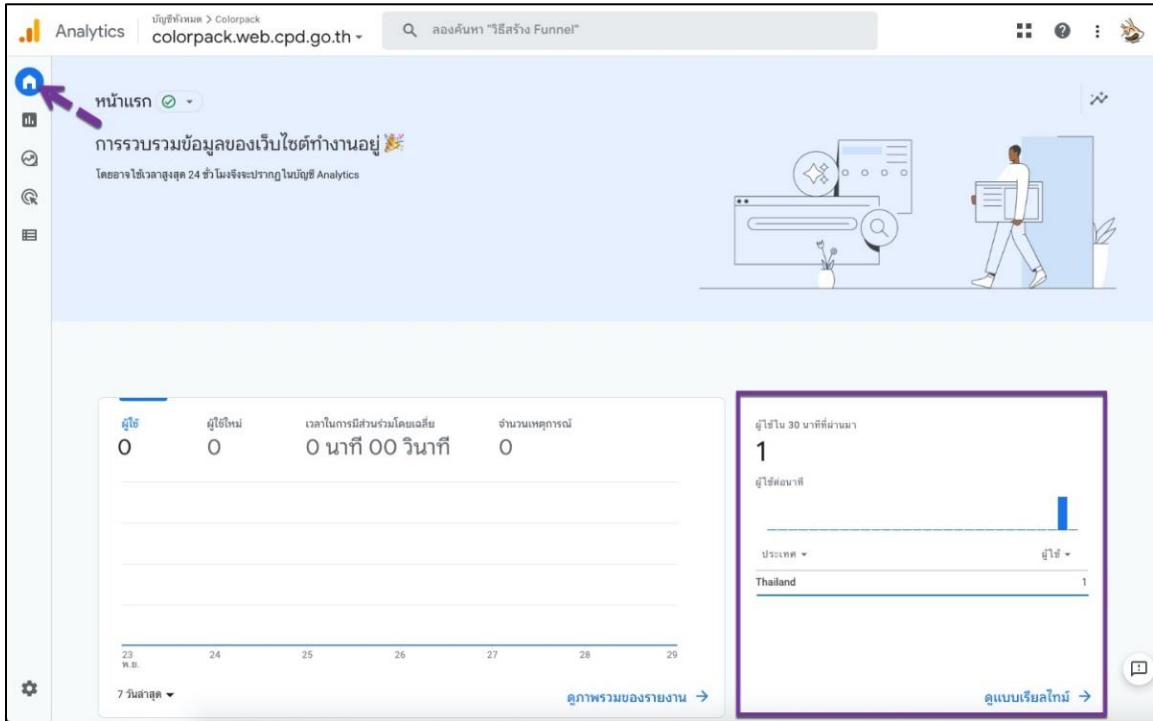 Analytics
บัญชีทั้งหมด > Colorpack
colorpack.web.cpd.go.th
ลองค้นหา "วิธีสร้าง Funnel"
หน้าแรก
การรวบรวมข้อมูลของเว็บไซต์ทำงานอยู่ 🎉
โดยอาจใช้เวลาสูงสุด 24 ชั่วโมงจึงจะปรากฏในบัญชี Analytics
ผู้ใช้
0
ผู้ใช้ใหม่
0
เวลาในการมีส่วนร่วมโดยเฉลี่ย
0 นาที 00 วินาที
จำนวนเหตุการณ์
0
23 24 25 26 27 28 29
พ.ย.
7 วันล่าสุด
ดูภาพรวมของรายงาน →
ผู้ใช้ใน 30 นาทีที่ผ่านมา
1
ผู้ใช้ต่อนาที
ประเทศ ผู้ใช้
Thailand 1
ดูแบบเรียลไทม์ →